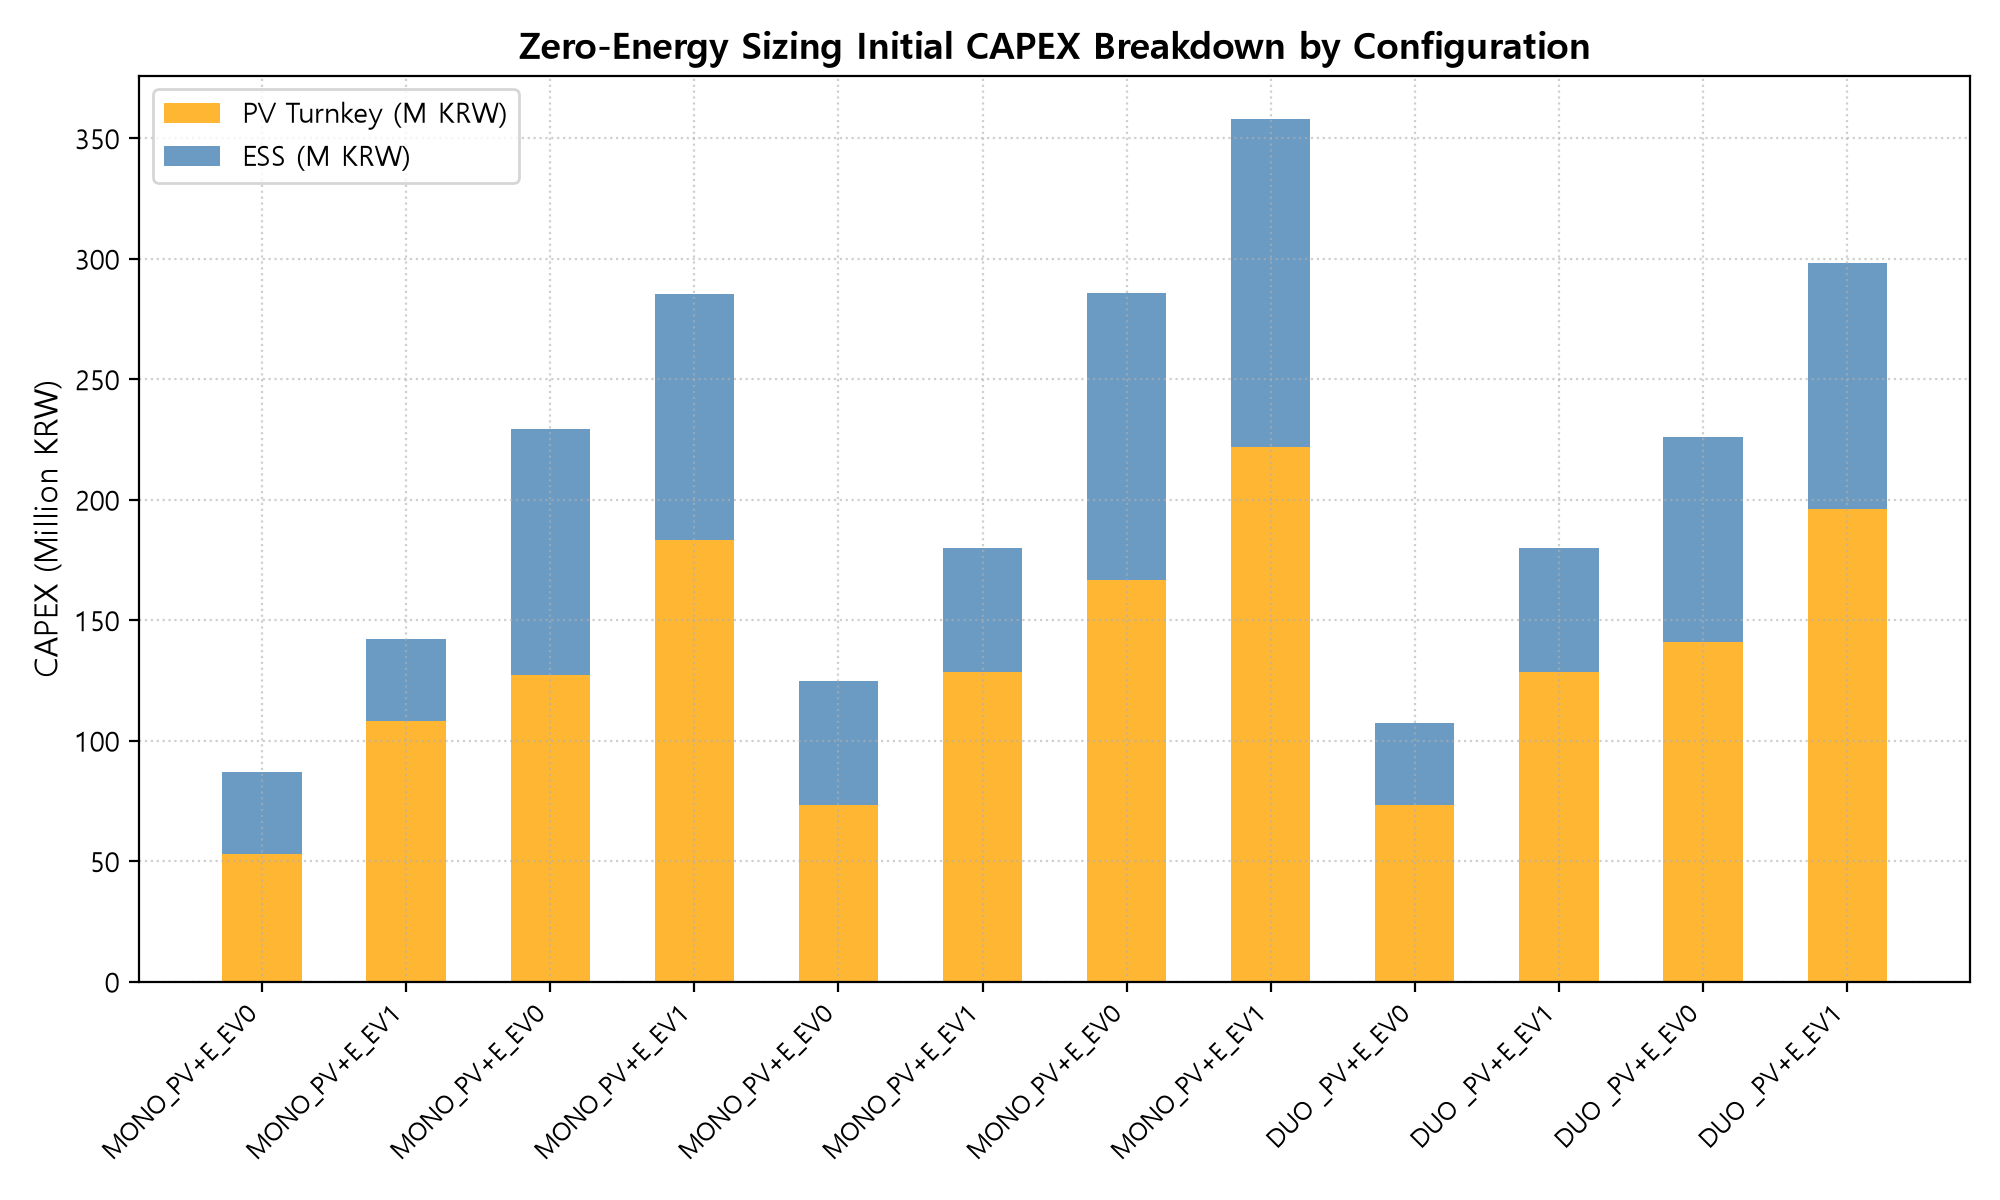 Zero-Energy Sizing Initial CAPEX Breakdown by Configuration
PV Turnkey (M KRW)
ESS (M KRW)
CAPEX (Million KRW)
350
300
250
200
150
100
50
0
MONO_PV+E_EV0
MONO_PV+E_EV1
MONO_PV+E_EV0
MONO_PV+E_EV1
MONO_PV+E_EV0
MONO_PV+E_EV1
MONO_PV+E_EV0
MONO_PV+E_EV1
DUO _PV+E_EV0
DUO _PV+E_EV1
DUO _PV+E_EV0
DUO _PV+E_EV1